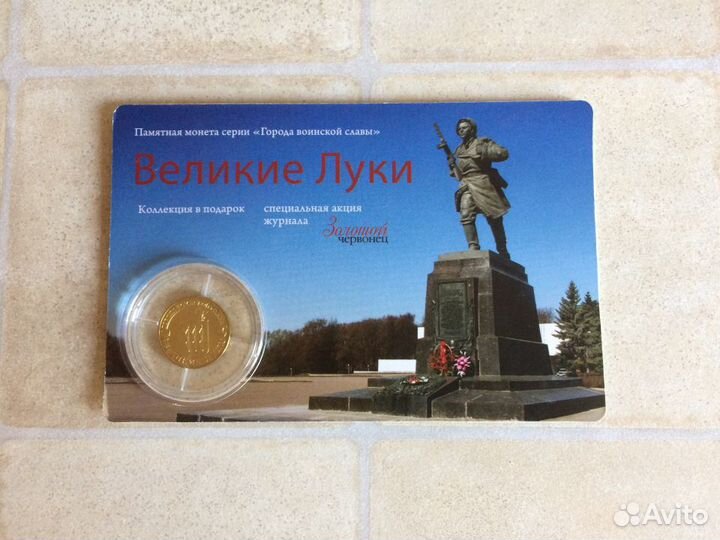 Памятная монета серии «Города воинской славы»
Великие Луки
Коллекция в подарок
специальная акция
журнала
Золотой
червонец
Avito